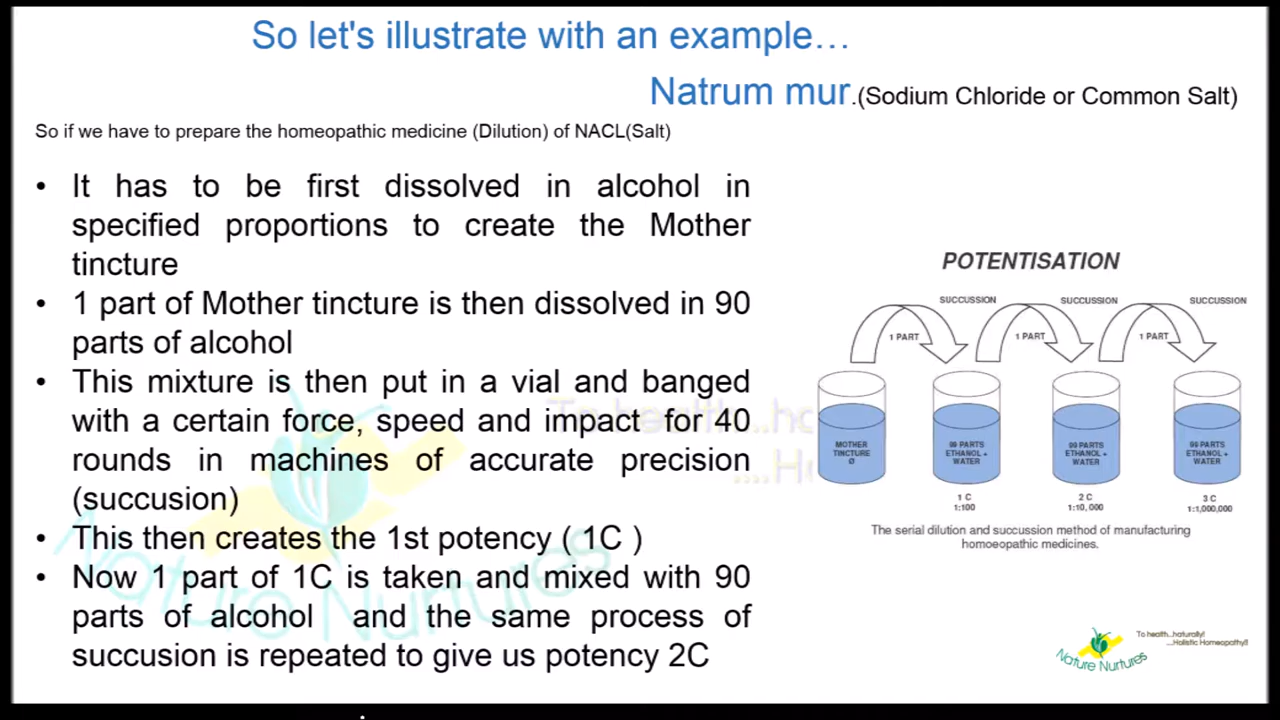 So let's illustrate with an example…
Natrum mur.(Sodium Chloride or Common Salt)
So if we have to prepare the homeopathic medicine (Dilution) of NACL(Salt)
• It has to be first dissolved in alcohol in
specified proportions to create the Mother
tincture
• 1 part of Mother tincture is then dissolved in 90
parts of alcohol
• This mixture is then put in a vial and banged
with a certain force, speed and impact for 40
rounds in machines of accurate precision
(succusion)
• This then creates the 1st potency ( 1C )
• Now 1 part of 1C is taken and mixed with 90
parts of alcohol and the same process of
succusion is repeated to give us potency 2C
POTENTISATION
SUCCUSSION SUCCUSSION SUCCUSSION
1 PART 1 PART 1 PART
MOTHER
TINCTURE
Ø
99 PARTS
ETHANOL +
WATER
99 PARTS
ETHANOL +
WATER
99 PARTS
ETHANOL +
WATER
1 C
1:100
2 C
1:10,000
3 C
1:1,000,000
The serial dilution and succussion method of manufacturing
homoeopathic medicines.
To health...naturally!
....Holistic Homeopathy!!
Nature Nurtures
To health...
Nature Nurtures